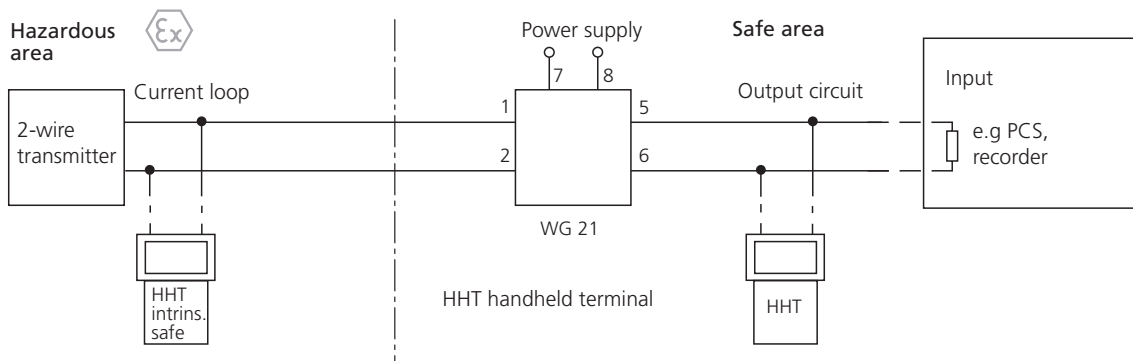 Hazardous
area
Ex
Power supply
Safe area
7
8
Input
Current loop
1
5
Output circuit
2-wire
transmitter
e.g PCS,
recorder
2
6
WG 21
HHT
intrins.
safe
HHT handheld terminal
HHT